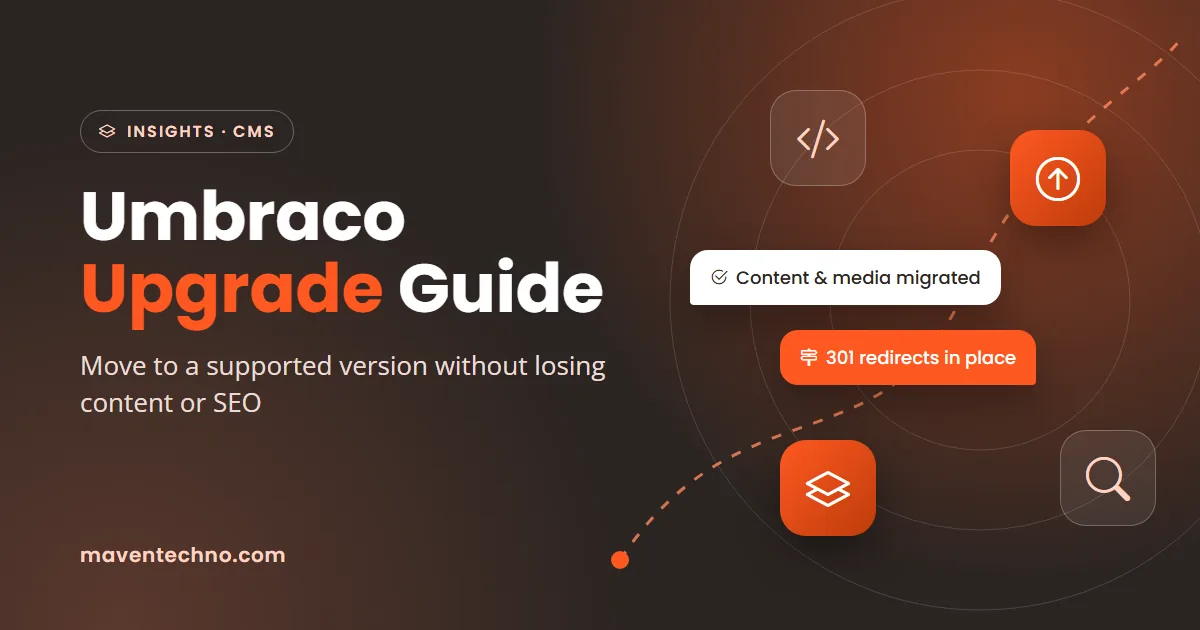 INSIGHTS · CMS
Umbraco
Upgrade Guide
Move to a supported version without losing
content or SEO
Content & media migrated
301 redirects in place
maventechno.com